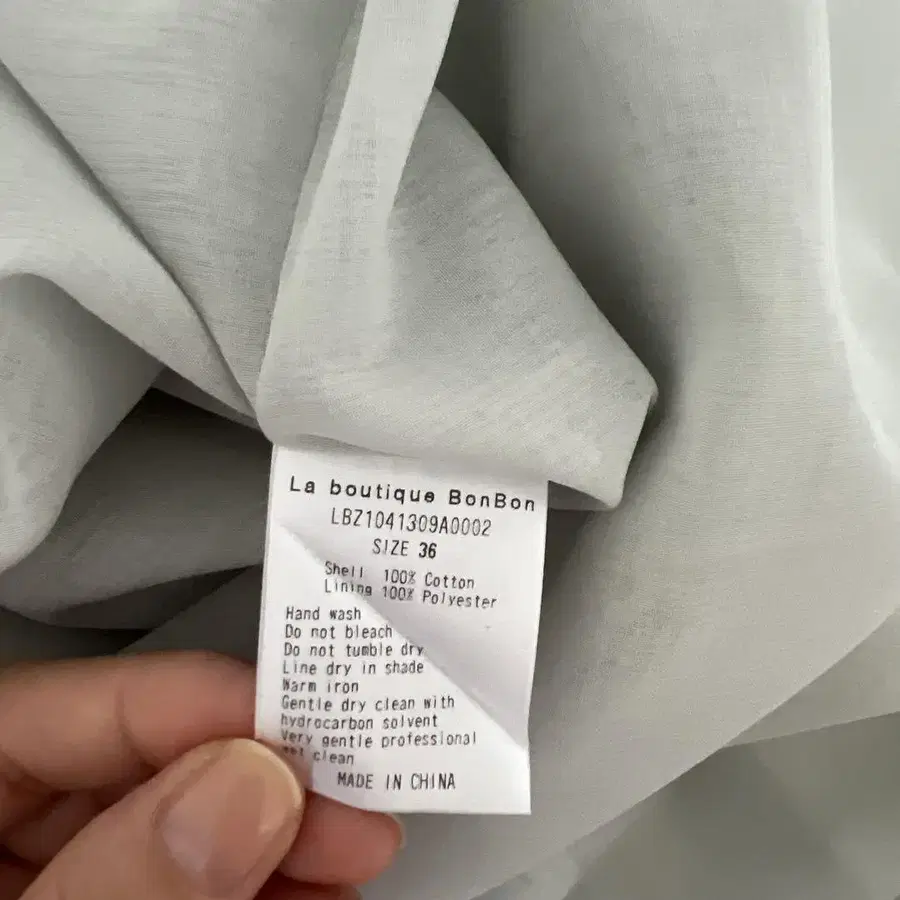 La boutique BonBon
LBZ1041309A0002
SIZE 36
Shell 100% Cotton
Lining 100% Polyester
Hand wash
Do not bleach
Do not tumble dry
Line dry in shade
Warm iron
Gentle dry clean with
hydrocarbon solvent
Very gentle professional
clean
MADE IN CHINA